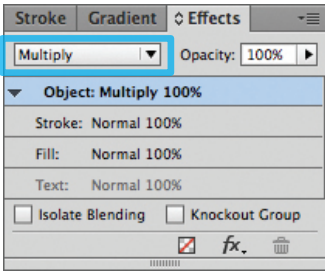 Stroke Gradient Effects
Multiply Opacity: 100%
Object: Multiply 100%
Stroke: Normal 100%
Fill: Normal 100%
Text: Normal 100%
Isolate Blending Knockout Group
fx.